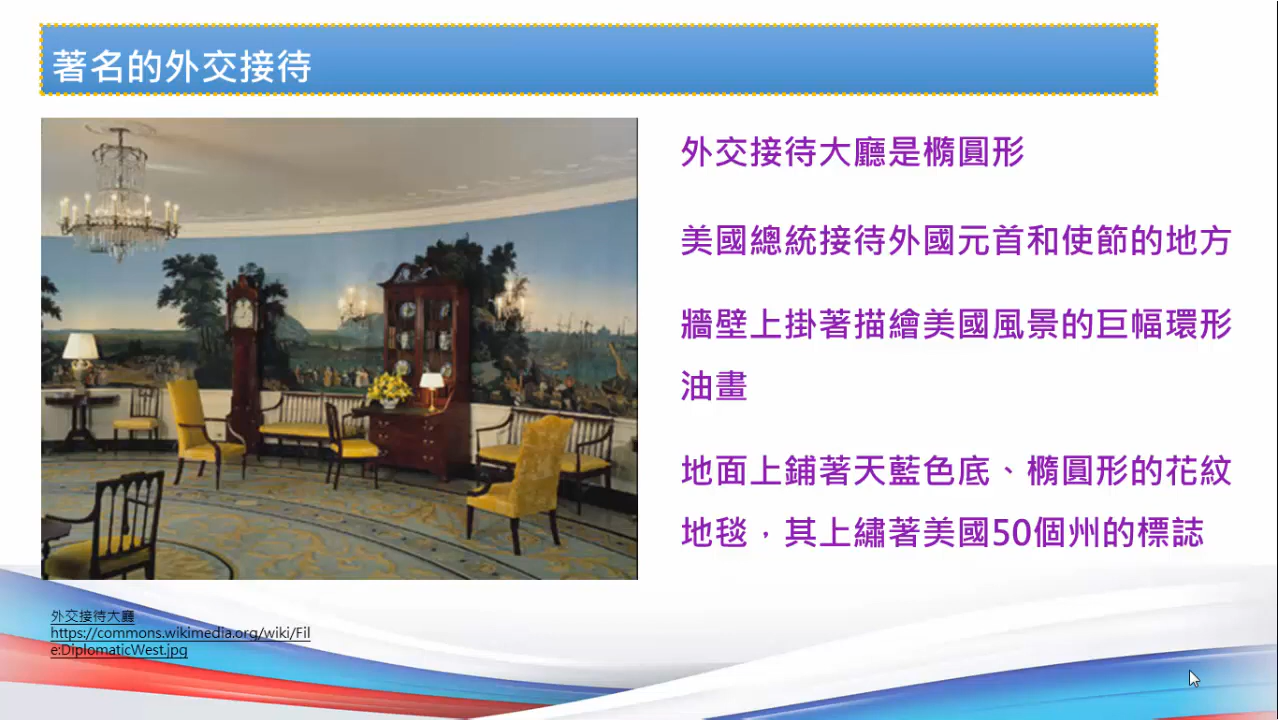 著名的外交接待
外交接待大廳是橢圓形
美國總統接待外國元首和使節的地方
牆壁上掛著描繪美國風景的巨幅環形
油畫
地面上鋪著天藍色底、橢圓形的花紋
地毯，其上繡著美國50個州的標誌
外交接待大廳
https://commons.wikimedia.org/wiki/Fil
e:DiplomaticWest.jpg